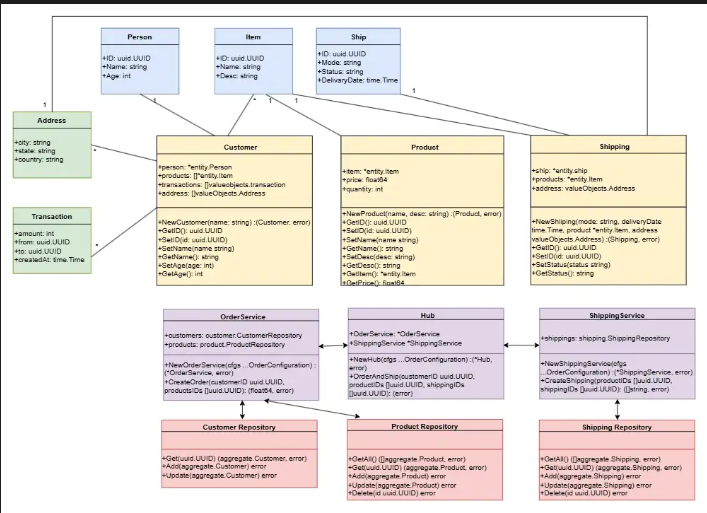 Person
+ID: uuid.UUID
+Name: string
+Age: int
Item
+ID: uuid.UUID
+Name: string
+Desc: string
Ship
+ID: uuid.UUID
+Mode: string
+Status: string
+DelivaryDate: time.Time
1
1
*
1
1
1
Address
+city: string
+state: string
+country: string
*
Transaction
+amount: int
+from: uuid.UUID
+to: uuid.UUID
+createdAt: time.Time
*
Customer
+person: *entity.Person
+products: []*entity.Item
+transactions: []valueobjects.transaction
+address: []valueObjects.Address
+NewCustomer(name: string) :(Customer, error)
+GetID(): uuid.UUID
+SetID(id: uuid.UUID)
+SetName(name: string)
+GetName(): string
+SetAge(age: int)
+GetAge(): int
Product
+item: *entity.Item
+price: float64
+quantity: int
+NewProduct(name, desc: string) :(Product, error)
+GetID(): uuid.UUID
+SetID(id: uuid.UUID)
+SetName(name string)
+GetName(): string
+SetDesc(desc: string)
+GetDesc(): string
+GetItem(): *entity.Item
+GetPrice(): float64
Shipping
+ship: *entity.ship
+products: *entity.Item
+address: valueObjects.Address
+NewShiping(mode: string, deliveryDate
time.Time, product *entity.Item, address
valueObjects.Address) :(Shipping, error)
+GetID(): uuid.UUID
+SetID(id: uuid.UUID)
+SetStatus(status string)
+GetStatus(): string
OrderService
+customers: customer.CustomerRepository
+products: product.ProductRepository
+NewOrderService(cfgs ...OrderConfiguration) :
(*OrderService, error)
+CreateOrder(customerID uuid.UUID,
productsIDs []uuid.UUID): (float64, error)
Hub
+OderService: *OderService
+ShippingService *ShippingService
+NewHub(cfgs ...OrderConfiguration) :(*Hub,
error)
+OrderAndShip(customerID uuid.UUID,
productIDs []uuid.UUID, shippingIDs
[]uuid.UUID): (error)
ShippingService
+shippings: shipping.ShippingRepository
+NewShippingService(cfgs
...OrderConfiguration) :(*ShippingService, error)
+CreateShipping(productIDs []uuid.UUID,
shippingIDs []uuid.UUID): ([]string, error)
Customer Repository
+Get(uuid.UUID) (aggregate.Customer, error)
+Add(aggregate.Customer) error
+Update(aggregate.Customer) error
Product Repository
+GetAll() ([]aggregate.Product, error)
+Get(uuid.UUID) (aggregate.Product, error)
+Add(aggregate.Product) error
+Update(aggregate.Product) error
+Delete(id uuid.UUID) error
Shipping Repository
+GetAll() ([]aggregate.Shipping, error)
+Get(uuid.UUID) (aggregate.Shipping, error)
+Add(aggregate.Shipping) error
+Update(aggregate.Shipping) error
+Delete(id uuid.UUID) error